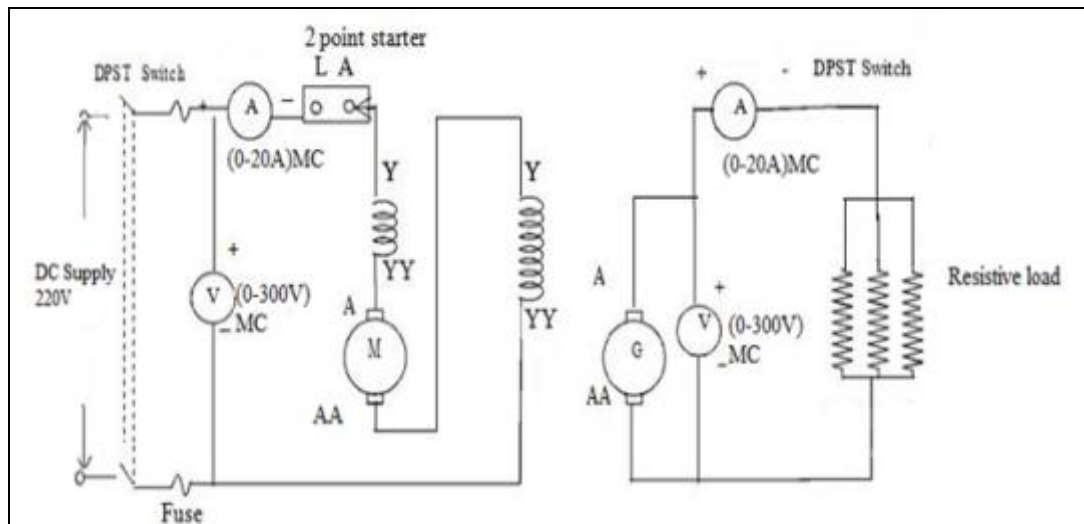 2 point starter
DPST Switch
L A
+ A -
(0-20A)MC
Y
YY
DC Supply
220V
+
V (0-300V)
- MC
A
M
AA
Y
YY
Fuse
+ - DPST Switch
A
(0-20A)MC
A
G
AA
+
V (0-300V)
- MC
Resistive load